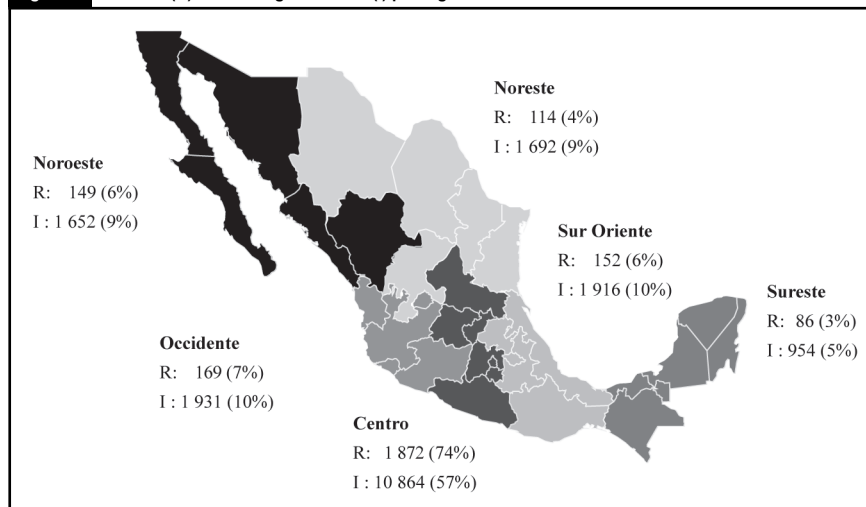 Noreste
R: 114 (4%)
I : 1 692 (9%)
Noroeste
R: 149 (6%)
I : 1 652 (9%)
Sur Oriente
R: 152 (6%)
I : 1 916 (10%)
Sureste
R: 86 (3%)
I : 954 (5%)
Occidente
R: 169 (7%)
I : 1 931 (10%)
Centro
R: 1 872 (74%)
I : 10 864 (57%)